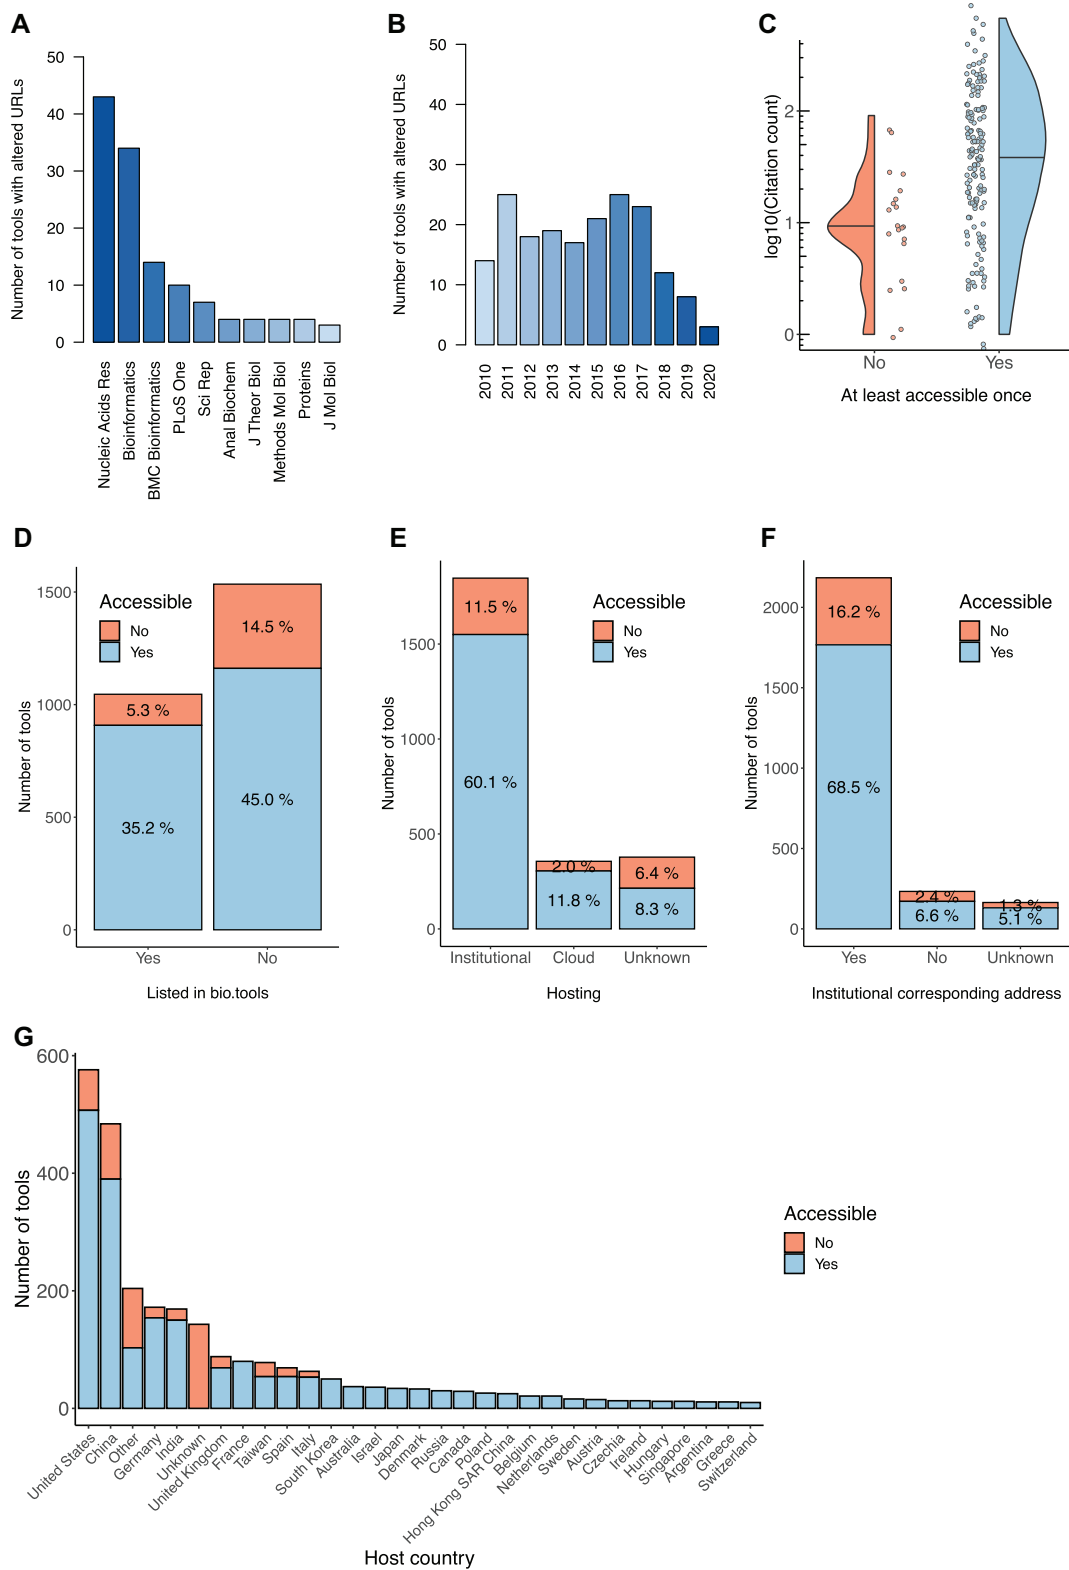 A
Number of tools with altered URLs
50
40
30
20
10
0
Nucleic Acids Res
Bioinformatics
BMC Bioinformatics
PLoS One
Sci Rep
Anal Biochem
J Theor Biol
Methods Mol Biol
Proteins
J Mol Biol
B
Number of tools with altered URLs
50
40
30
20
10
0
2010
2011
2012
2013
2014
2015
2016
2017
2018
2019
2020
C
log10(Citation count)
2
1
0
No
Yes
At least accessible once
D
Number of tools
1500
1000
500
0
Accessible
No
Yes
5.3 %
35.2 %
14.5 %
45.0 %
Yes
No
Listed in bio.tools
E
Number of tools
1500
1000
500
0
Accessible
No
Yes
11.5 %
60.1 %
2.0 %
11.8 %
6.4 %
8.3 %
Institutional
Cloud
Unknown
Hosting
F
Number of tools
2000
1500
1000
500
0
Accessible
No
Yes
16.2 %
68.5 %
2.4 %
6.6 %
1.3 %
5.1 %
Yes
No
Unknown
Institutional corresponding address
G
Number of tools
600
400
200
0
Accessible
No
Yes
United States
China
Other
Germany
India
Unknown
United Kingdom
France
Taiwan
Spain
Italy
South Korea
Australia
Israel
Japan
Denmark
Russia
Canada
Poland
Hong Kong SAR China
Belgium
Netherlands
Sweden
Austria
Czechia
Ireland
Hungary
Singapore
Argentina
Greece
Switzerland
Host country